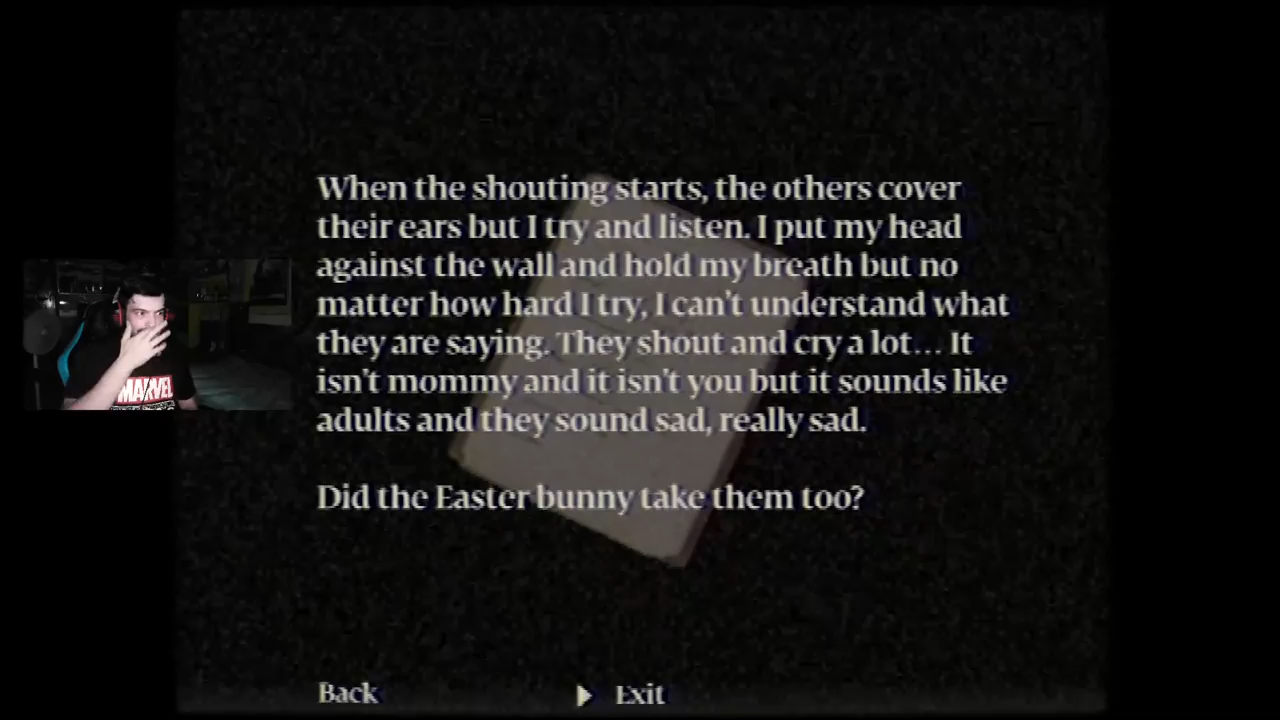 When the shouting starts, the others cover
their ears but I try and listen. I put my head
against the wall and hold my breath but no
matter how hard I try, I can't understand what
they are saying. They shout and cry a lot... It
isn't mommy and it isn't you but it sounds like
adults and they sound sad, really sad.
Did the Easter bunny take them too?
MARVEL
Back
Exit